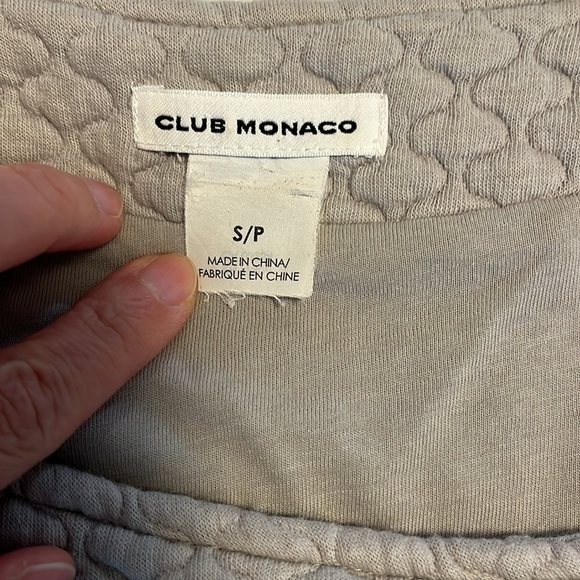 CLUB MONACO
S/P
MADE IN CHINA/
FABRIQUÉ EN CHINE